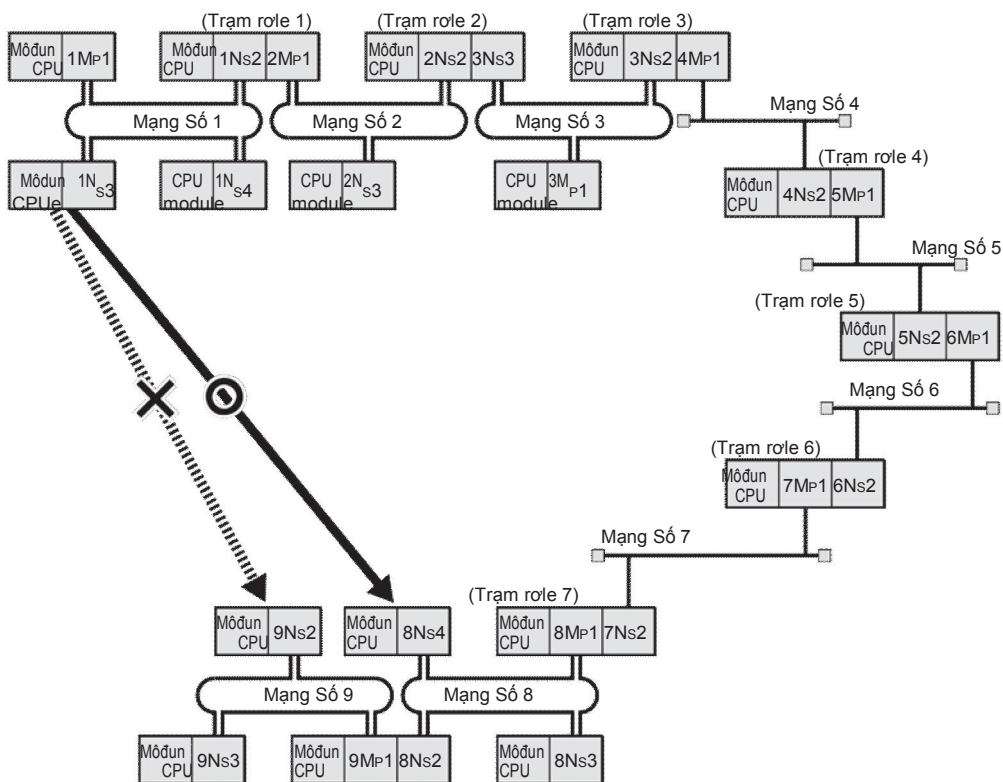 (Trạm rơle 1)
(Trạm rơle 2)
(Trạm rơle 3)
Môđun CPU 1MP1
Môđun CPU 1NS2 2MP1
Môđun CPU 2NS2 3NS3
Môđun CPU 3NS2 4MP1
Mạng Số 1
Mạng Số 2
Mạng Số 3
Mạng Số 4
(Trạm rơle 4)
Môdun CPUe 1NS3
CPU module 1NS4
CPU module 2NS3
CPU module 3MP1
Môđun CPU 4NS2 5MP1
Mạng Số 5
(Trạm rơle 5)
Môđun CPU 5NS2 6MP1
Mạng Số 6
(Trạm rơle 6)
Môđun CPU 7MP1 6NS2
Mạng Số 7
(Trạm rơle 7)
Môđun CPU 9NS2
Môđun CPU 8NS4
Môđun CPU 8MP1 7NS2
Mạng Số 9
Mạng Số 8
Môđun CPU 9NS3
Môđun CPU 9MP1 8NS2
Môđun CPU 8NS3